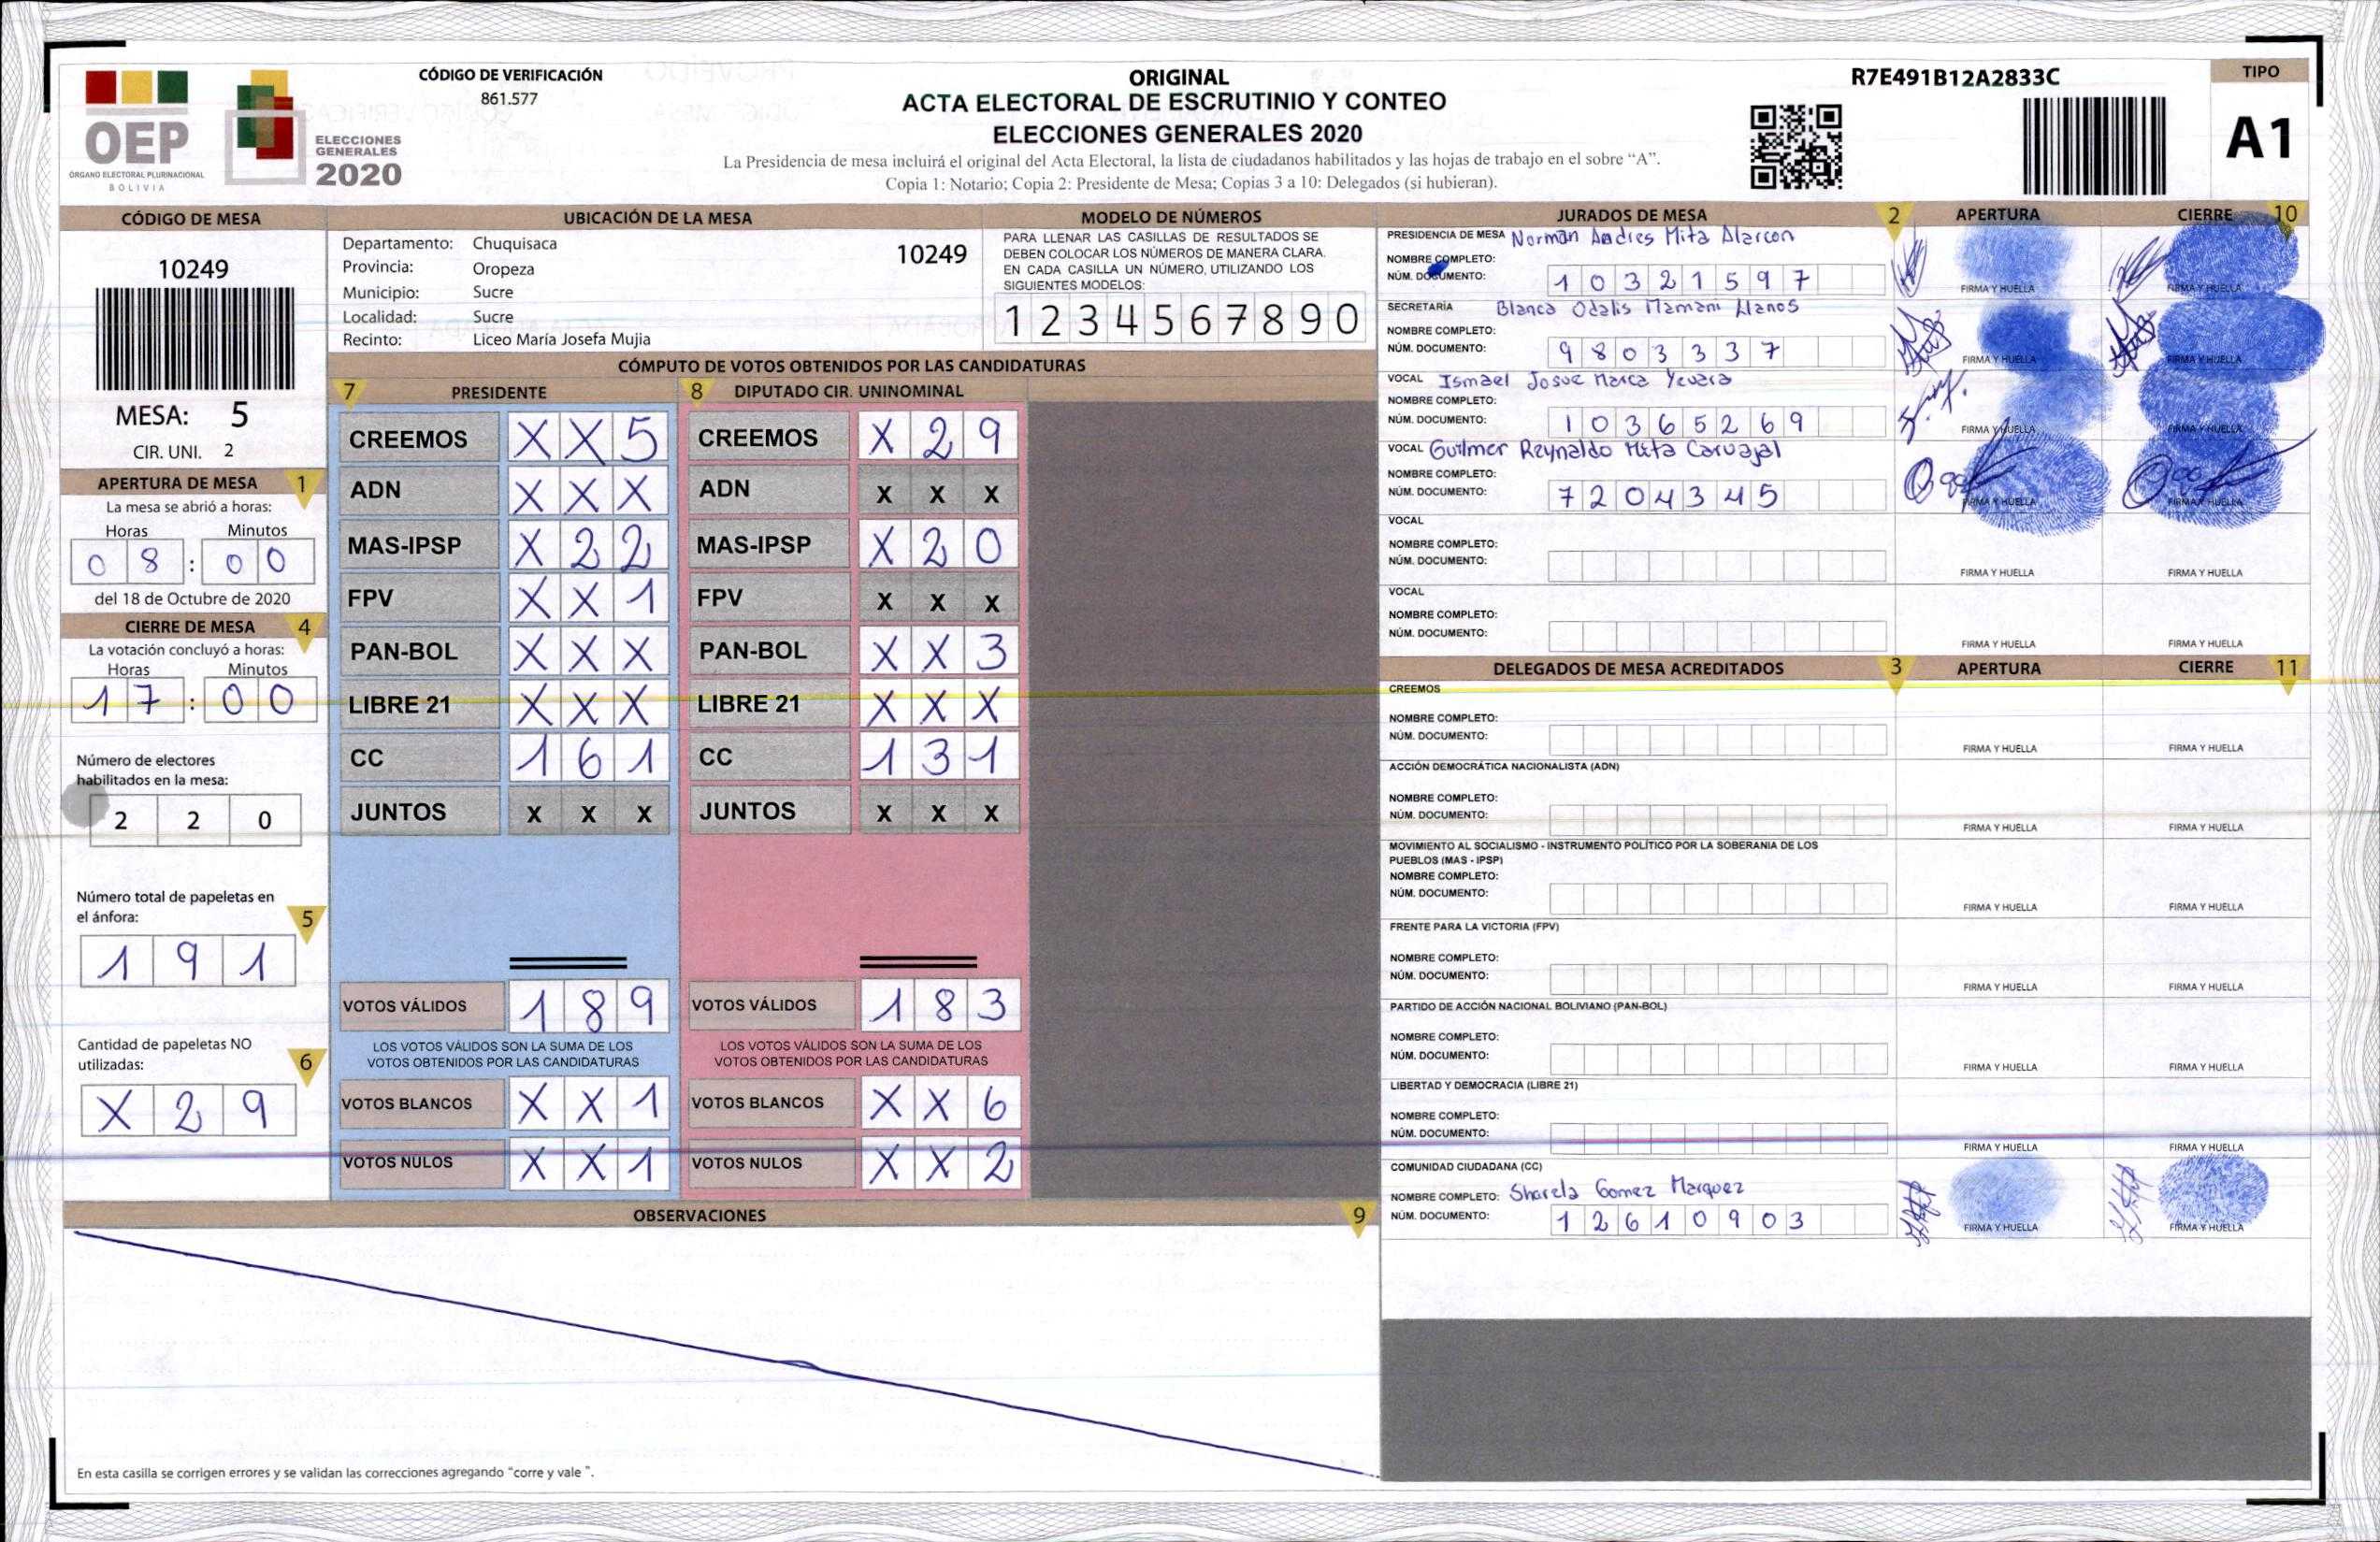 CÓDIGO DE VERIFICACIÓN
861.577
ORIGINAL
ACTA ELECTORAL DE ESCRUTINIO Y CONTEO
ELECCIONES GENERALES 2020
La Presidencia de mesa incluirá el original del Acta Electoral, la lista de ciudadanos habilitados y las hojas de trabajo en el sobre “A”.
Copia 1: Notario; Copia 2: Presidente de Mesa; Copias 3 a 10: Delegados (si hubieran).
R7E491B12A2833C
TIPO
A1
OEP
ÓRGANO ELECTORAL PLURINACIONAL
BOLIVIA
ELECCIONES
GENERALES
2020
CÓDIGO DE MESA
10249
MESA: 5
CIR. UNI. 2
APERTURA DE MESA 1
La mesa se abrió a horas:
Horas Minutos
0 8 : 0 0
del 18 de Octubre de 2020
CIERRE DE MESA 4
La votación concluyó a horas:
Horas Minutos
1 7 : 0 0
Número de electores
habilitados en la mesa:
2 2 0
Número total de papeletas en
el ánfora: 5
1 9 1
Cantidad de papeletas NO
utilizadas: 6
X 2 9
UBICACIÓN DE LA MESA
Departamento: Chuquisaca 10249
Provincia: Oropeza
Municipio: Sucre
Localidad: Sucre
Recinto: Liceo María Josefa Mujia
MODELO DE NÚMEROS
PARA LLENAR LAS CASILLAS DE RESULTADOS SE
DEBEN COLOCAR LOS NÚMEROS DE MANERA CLARA.
EN CADA CASILLA UN NÚMERO, UTILIZANDO LOS
SIGUIENTES MODELOS:
1 2 3 4 5 6 7 8 9 0
CÓMPUTO DE VOTOS OBTENIDOS POR LAS CANDIDATURAS
7 PRESIDENTE
CREEMOS X X 5
ADN X X X
MAS-IPSP X 2 2
FPV X X 1
PAN-BOL X X X
LIBRE 21 X X X
CC 1 6 1
JUNTOS X X X
VOTOS VÁLIDOS 1 8 9
LOS VOTOS VÁLIDOS SON LA SUMA DE LOS
VOTOS OBTENIDOS POR LAS CANDIDATURAS
VOTOS BLANCOS X X 1
VOTOS NULOS X X 1
8 DIPUTADO CIR. UNINOMINAL
CREEMOS X 2 9
ADN X X X
MAS-IPSP X 2 0
FPV X X X
PAN-BOL X X 3
LIBRE 21 X X X
CC 1 3 1
JUNTOS X X X
VOTOS VÁLIDOS 1 8 3
LOS VOTOS VÁLIDOS SON LA SUMA DE LOS
VOTOS OBTENIDOS POR LAS CANDIDATURAS
VOTOS BLANCOS X X 6
VOTOS NULOS X X 2
OBSERVACIONES 9
En esta casilla se corrigen errores y se validan las correcciones agregando “corre y vale ”.
JURADOS DE MESA 2 APERTURA CIERRE 10
PRESIDENCIA DE MESA Norman Andres Mita Alarcon
NOMBRE COMPLETO:
NÚM. DOCUMENTO: 1 0 3 2 1 5 9 7
FIRMA Y HUELLA FIRMA Y HUELLA
SECRETARÍA Blanca Odalis Mamani Llanos
NOMBRE COMPLETO:
NÚM. DOCUMENTO: 9 8 0 3 3 3 7
FIRMA Y HUELLA FIRMA Y HUELLA
VOCAL Ismael Josue Marca Yevara
NOMBRE COMPLETO:
NÚM. DOCUMENTO: 1 0 3 6 5 2 6 9
FIRMA Y HUELLA FIRMA Y HUELLA
VOCAL Guilmer Reynaldo Mita Carvajal
NOMBRE COMPLETO:
NÚM. DOCUMENTO: 7 2 0 4 3 4 5
FIRMA Y HUELLA FIRMA Y HUELLA
VOCAL
NOMBRE COMPLETO:
NÚM. DOCUMENTO:
FIRMA Y HUELLA FIRMA Y HUELLA
VOCAL
NOMBRE COMPLETO:
NÚM. DOCUMENTO:
FIRMA Y HUELLA FIRMA Y HUELLA
DELEGADOS DE MESA ACREDITADOS 3 APERTURA CIERRE 11
CREEMOS
NOMBRE COMPLETO:
NÚM. DOCUMENTO:
FIRMA Y HUELLA FIRMA Y HUELLA
ACCIÓN DEMOCRÁTICA NACIONALISTA (ADN)
NOMBRE COMPLETO:
NÚM. DOCUMENTO:
FIRMA Y HUELLA FIRMA Y HUELLA
MOVIMIENTO AL SOCIALISMO - INSTRUMENTO POLÍTICO POR LA SOBERANIA DE LOS
PUEBLOS (MAS - IPSP)
NOMBRE COMPLETO:
NÚM. DOCUMENTO:
FIRMA Y HUELLA FIRMA Y HUELLA
FRENTE PARA LA VICTORIA (FPV)
NOMBRE COMPLETO:
NÚM. DOCUMENTO:
FIRMA Y HUELLA FIRMA Y HUELLA
PARTIDO DE ACCIÓN NACIONAL BOLIVIANO (PAN-BOL)
NOMBRE COMPLETO:
NÚM. DOCUMENTO:
FIRMA Y HUELLA FIRMA Y HUELLA
LIBERTAD Y DEMOCRACIA (LIBRE 21)
NOMBRE COMPLETO:
NÚM. DOCUMENTO:
FIRMA Y HUELLA FIRMA Y HUELLA
COMUNIDAD CIUDADANA (CC)
NOMBRE COMPLETO: Sharela Gomez Marquez
NÚM. DOCUMENTO: 1 2 6 1 0 9 0 3
FIRMA Y HUELLA FIRMA Y HUELLA